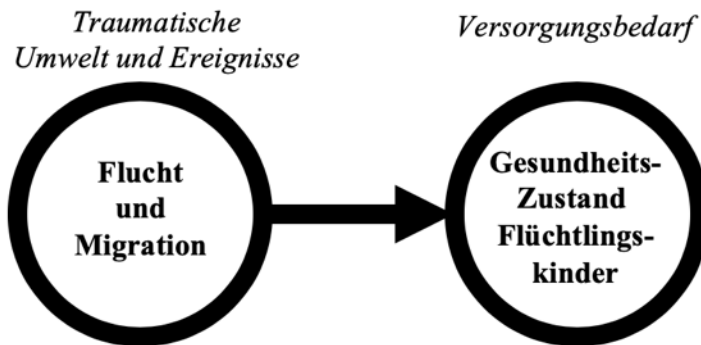 Traumatische
Umwelt und Ereignisse
Versorgungsbedarf
Flucht
und
Migration
Gesundheits-
Zustand
Flüchtlings-
kinder